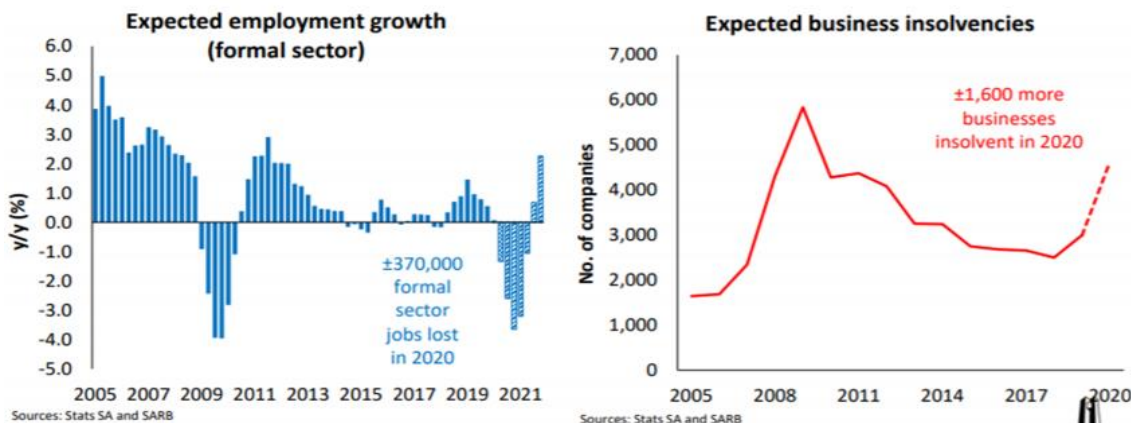 Expected employment growth
(formal sector)
6.0
5.0
4.0
3.0
2.0
1.0
0.0
-1.0
-2.0
-3.0
-4.0
-5.0
y/y (%)
±370,000
formal
sector
jobs lost
in 2020
2005 2007 2009 2011 2013 2015 2017 2019 2021
Sources: Stats SA and SARB
Expected business insolvencies
7,000
6,000
5,000
4,000
3,000
2,000
1,000
0
No. of companies
±1,600 more
businesses
insolvent in 2020
2005 2008 2011 2014 2017 2020
Sources: Stats SA and SARB